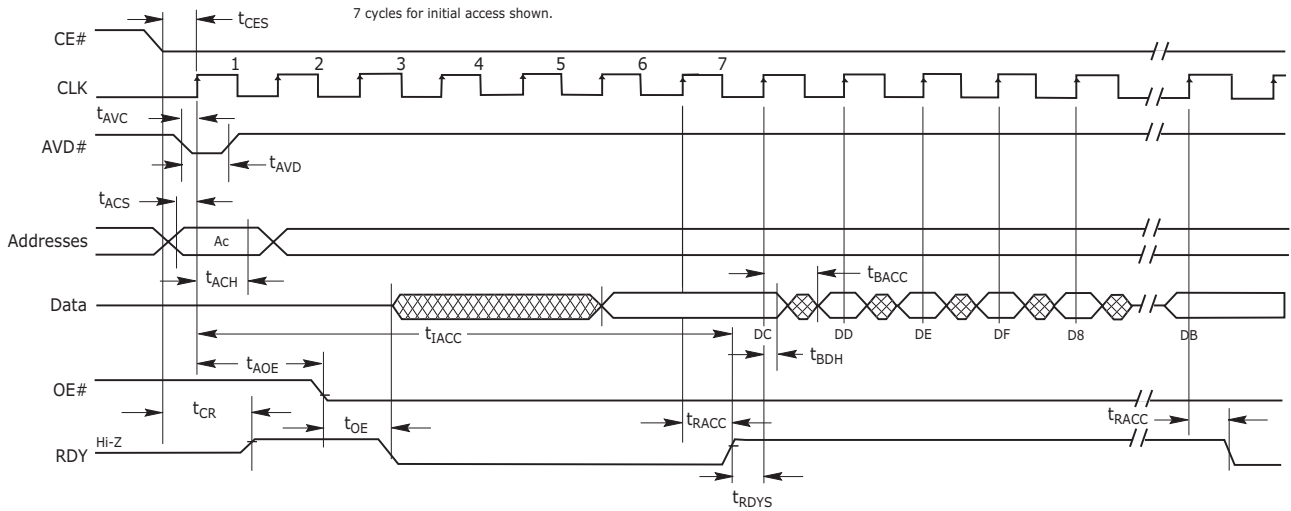 7 cycles for initial access shown.
tCES
CE#
1 2 3 4 5 6 7
CLK
tAVC
AVD#
tAVD
tACS
Addresses
Ac
tACH
tBACC
Data
tIACC
DC DD DE DF D8 DB
tBDH
tAOE
OE#
tCR
tOE
tRACC
tRACC
Hi-Z
RDY
tRDYS